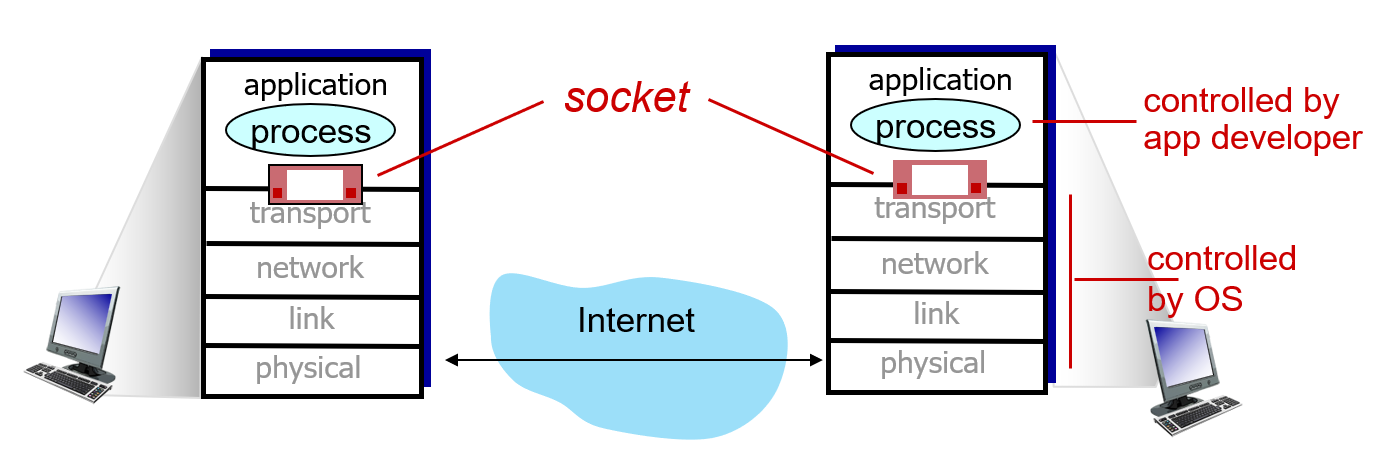 application
process
transport
network
link
physical
socket
Internet
application
process
transport
network
link
physical
controlled by
app developer
controlled
by OS